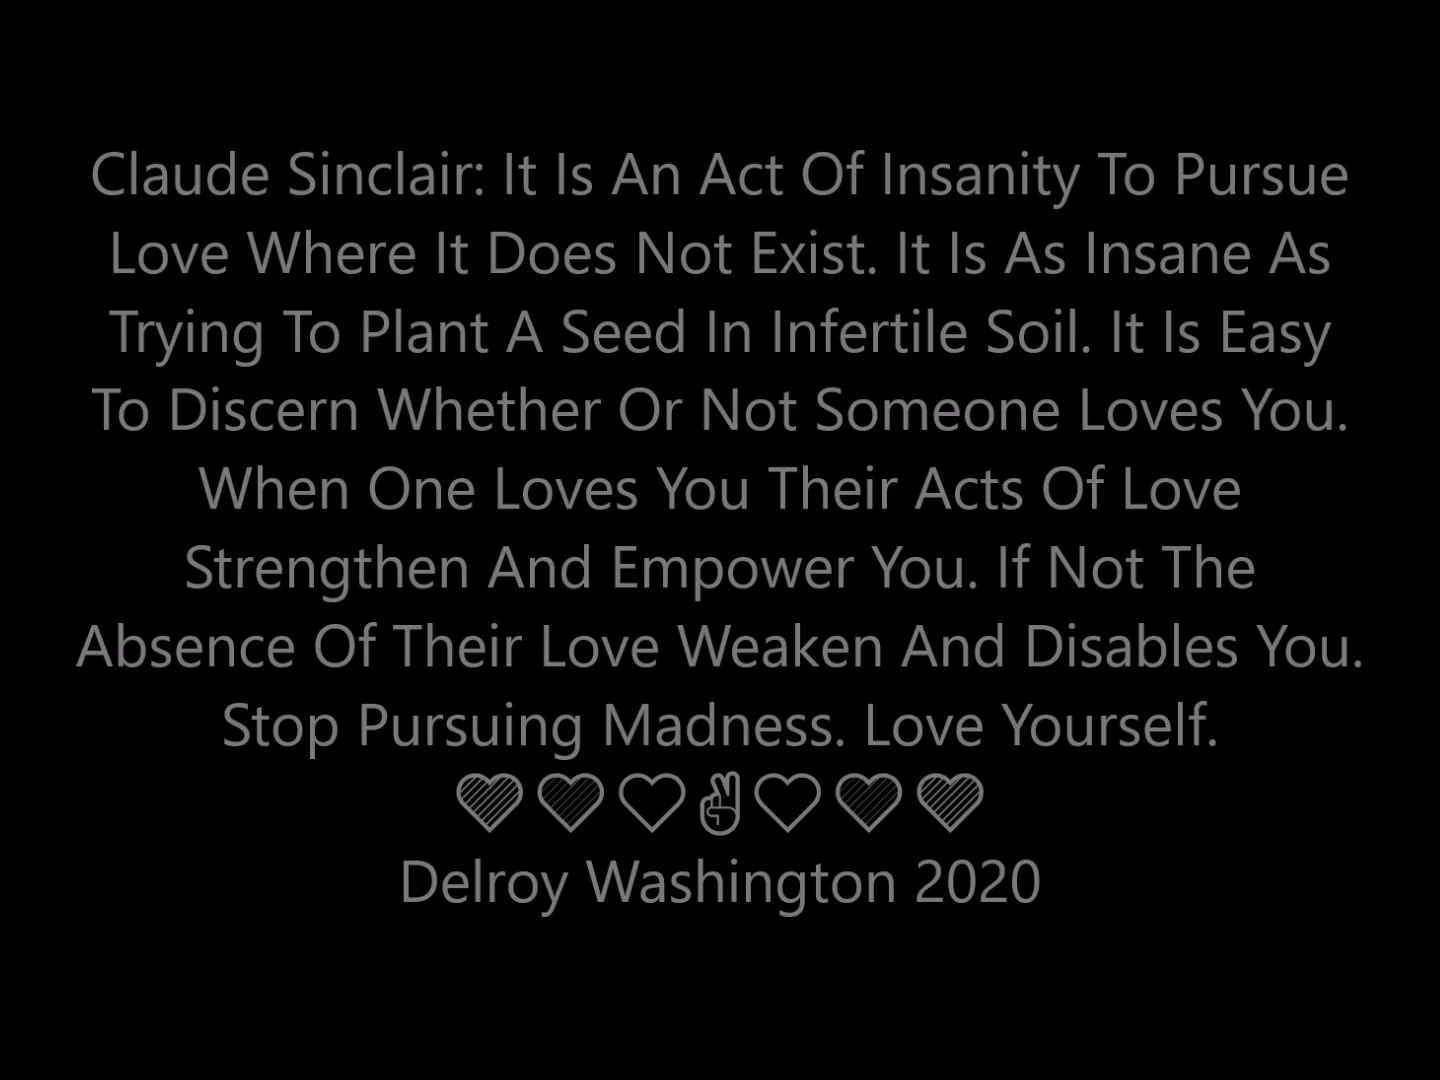 Claude Sinclair: It Is An Act Of Insanity To Pursue
Love Where It Does Not Exist. It Is As Insane As
Trying To Plant A Seed In Infertile Soil. It Is Easy
To Discern Whether Or Not Someone Loves You.
When One Loves You Their Acts Of Love
Strengthen And Empower You. If Not The
Absence Of Their Love Weaken And Disables You.
Stop Pursuing Madness. Love Yourself.
Delroy Washington 2020